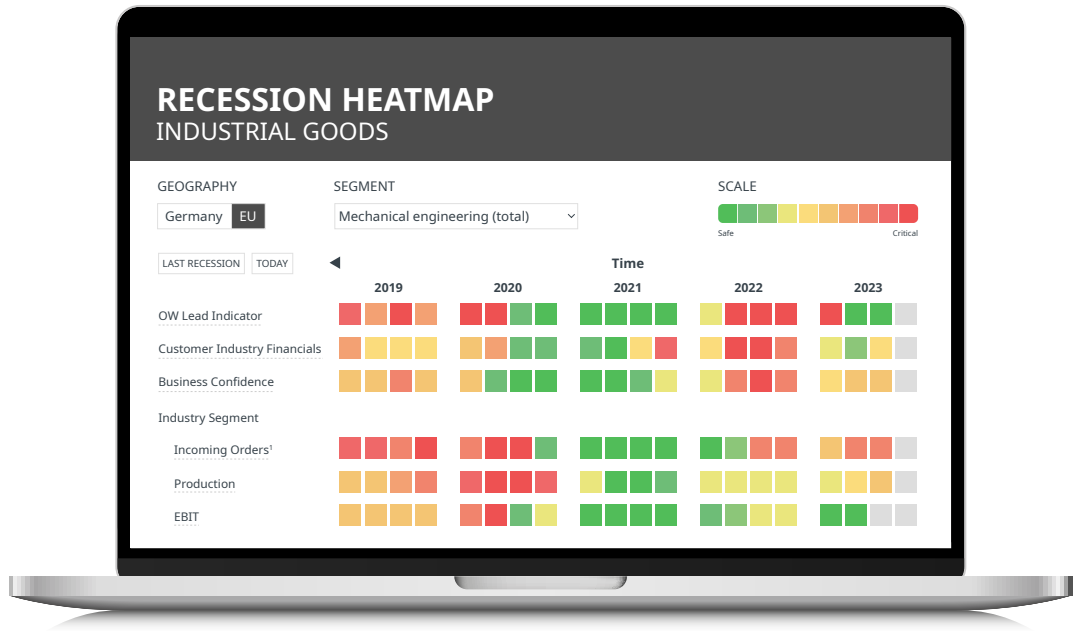 RECESSION HEATMAP
INDUSTRIAL GOODS
GEOGRAPHY
SEGMENT
SCALE
Germany EU
Mechanical engineering (total)
Safe Critical
LAST RECESSION TODAY
Time
2019 2020 2021 2022 2023
OW Lead Indicator
Customer Industry Financials
Business Confidence
Industry Segment
Incoming Orders¹
Production
EBIT